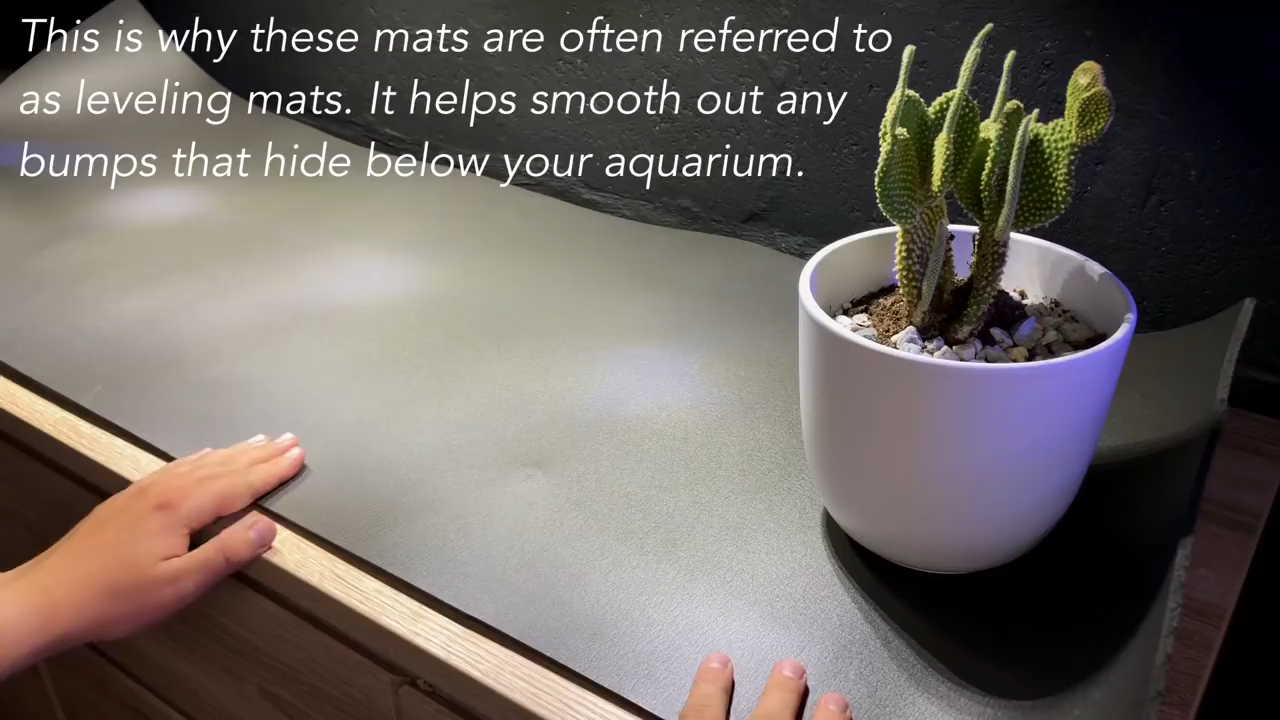 This is why these mats are often referred to
as leveling mats. It helps smooth out any
bumps that hide below your aquarium.